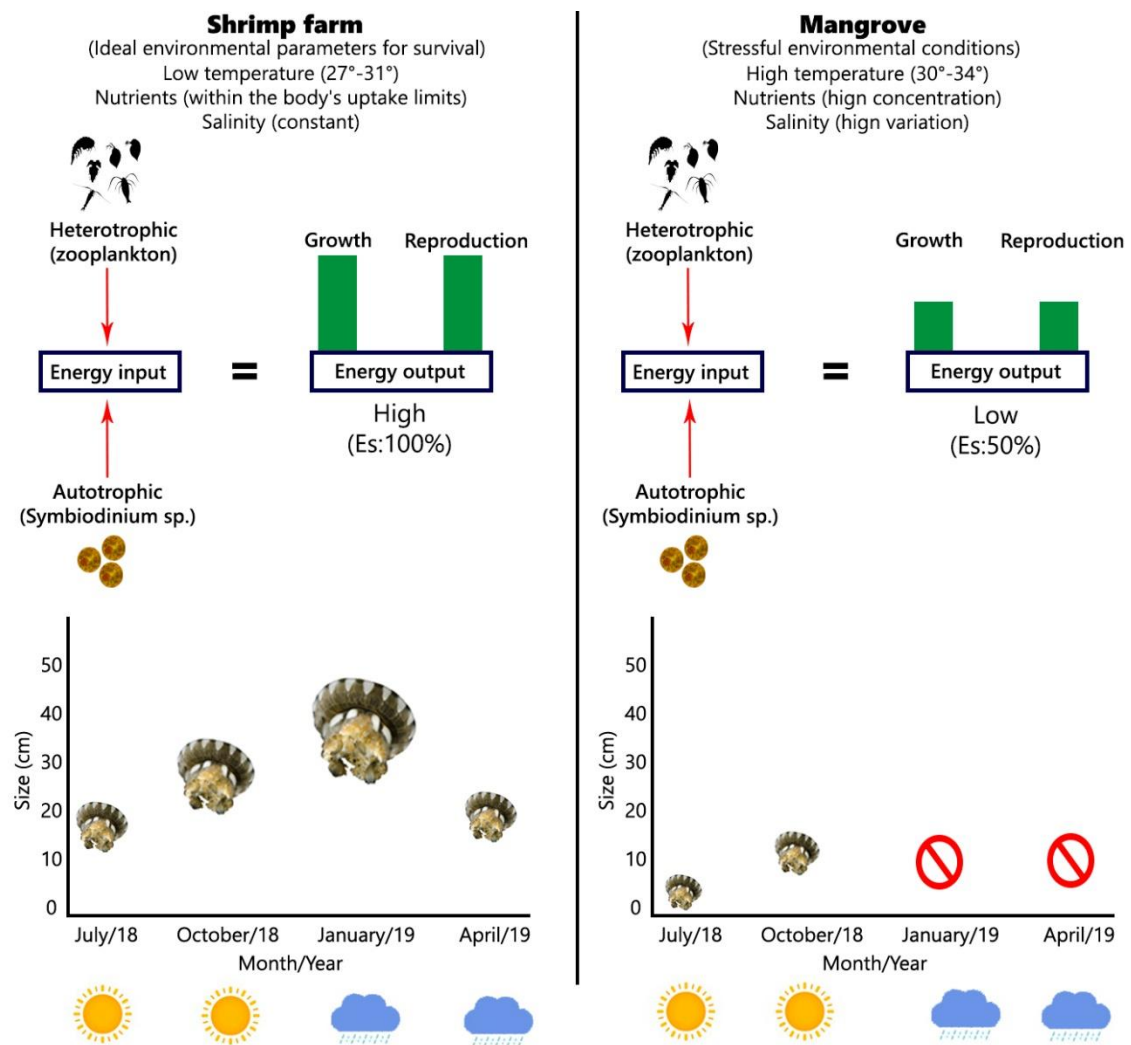 Shrimp farm
(Ideal environmental parameters for survival)
Low temperature (27°-31°)
Nutrients (within the body's uptake limits)
Salinity (constant)
Heterotrophic
(zooplankton)
Growth
Reproduction
Energy input
=
Energy output
High
(Es:100%)
Autotrophic
(Symbiodinium sp.)
Size (cm)
50
40
30
20
10
0
July/18
October/18
January/19
April/19
Month/Year
Mangrove
(Stressful environmental conditions)
High temperature (30°-34°)
Nutrients (hign concentration)
Salinity (hign variation)
Heterotrophic
(zooplankton)
Growth
Reproduction
Energy input
=
Energy output
Low
(Es:50%)
Autotrophic
(Symbiodinium sp.)
Size (cm)
50
40
30
20
10
0
July/18
October/18
January/19
April/19
Month/Year